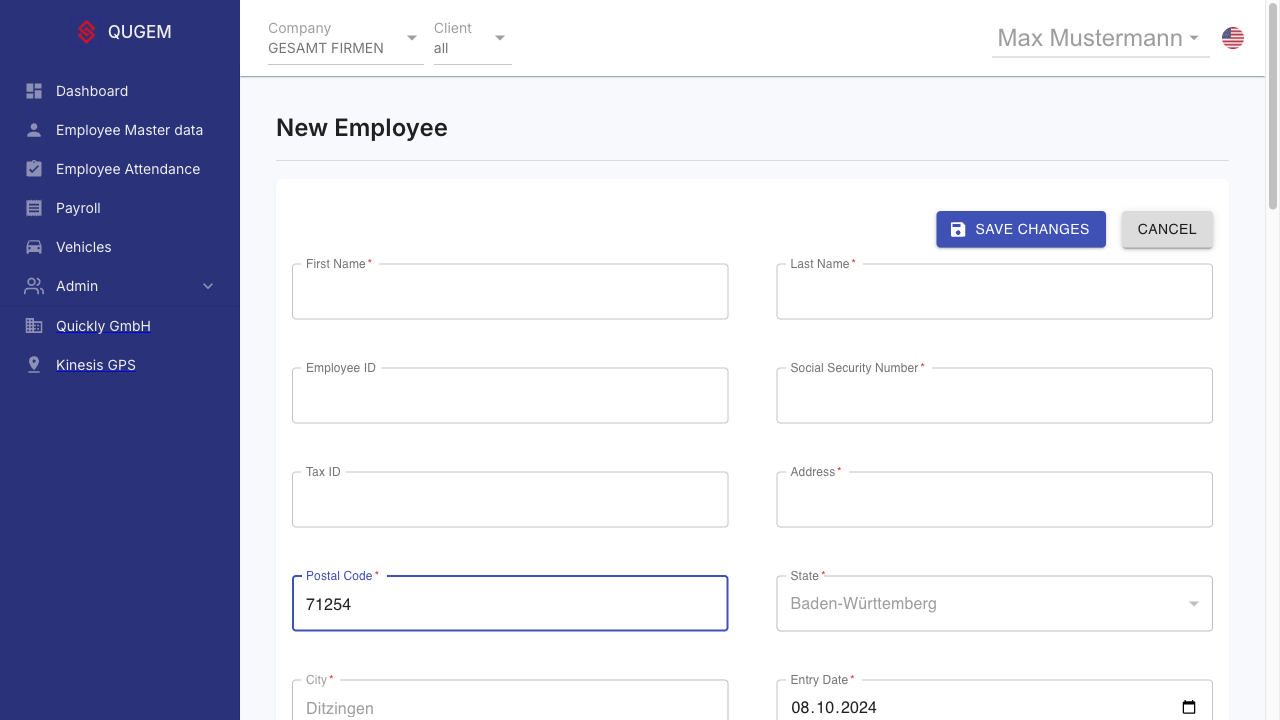 QUGEM
Dashboard
Employee Master data
Employee Attendance
Payroll
Vehicles
Admin
Quickly GmbH
Kinesis GPS
Company
GESAMT FIRMEN
Client
all
Max Mustermann
New Employee
SAVE CHANGES
CANCEL
First Name *
Last Name *
Employee ID
Social Security Number *
Tax ID
Address *
Postal Code *
71254
State *
Baden-Württemberg
City *
Ditzingen
Entry Date *
08.10.2024